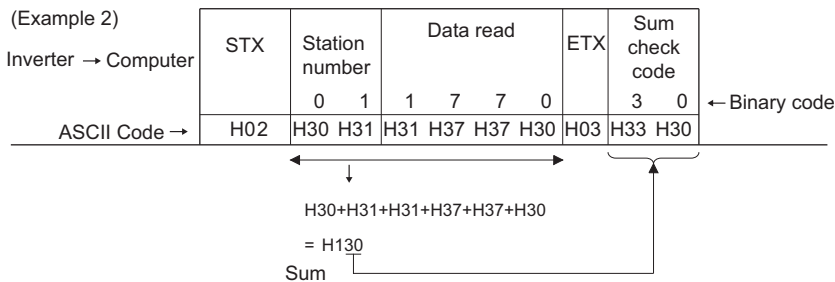 (Example 2)
Inverter → Computer
STX
Station number
Data read
ETX
Sum check code
0 1 1 7 7 0 3 0
← Binary code
ASCII Code →
H02 H30 H31 H31 H37 H37 H30 H03 H33 H30
H30+H31+H31+H37+H37+H30
= H130
Sum